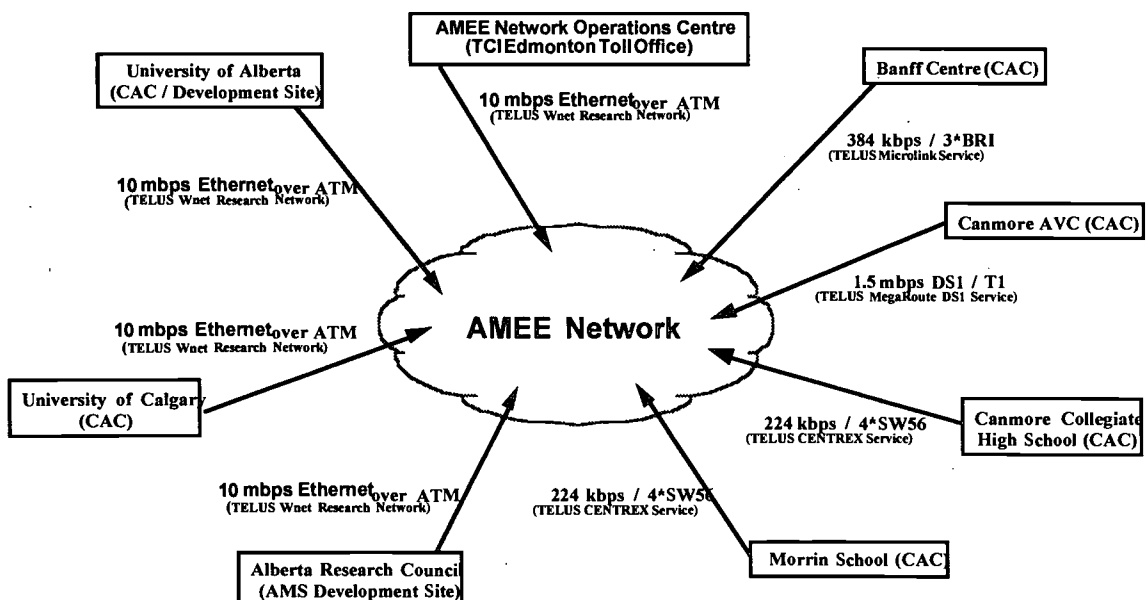 AMEE Network Operations Centre
(TCI Edmonton Toll Office)
University of Alberta
(CAC / Development Site)
Banff Centre (CAC)
10 mbps Ethernet over ATM
(TELUS Wnet Research Network)
384 kbps / 3*BRI
(TELUS Microlink Service)
10 mbps Ethernet over ATM
(TELUS Wnet Research Network)
Canmore AVC (CAC)
1.5 mbps DS1 / T1
(TELUS MegaRoute DS1 Service)
AMEE Network
10 mbps Ethernet over ATM
(TELUS Wnet Research Network)
University of Calgary
(CAC)
Canmore Collegiate
High School (CAC)
224 kbps / 4*SW56
(TELUS CENTREX Service)
10 mbps Ethernet over ATM
(TELUS Wnet Research Network)
224 kbps / 4*SW56
(TELUS CENTREX Service)
Morrin School (CAC)
Alberta Research Council
(AMS Development Site)